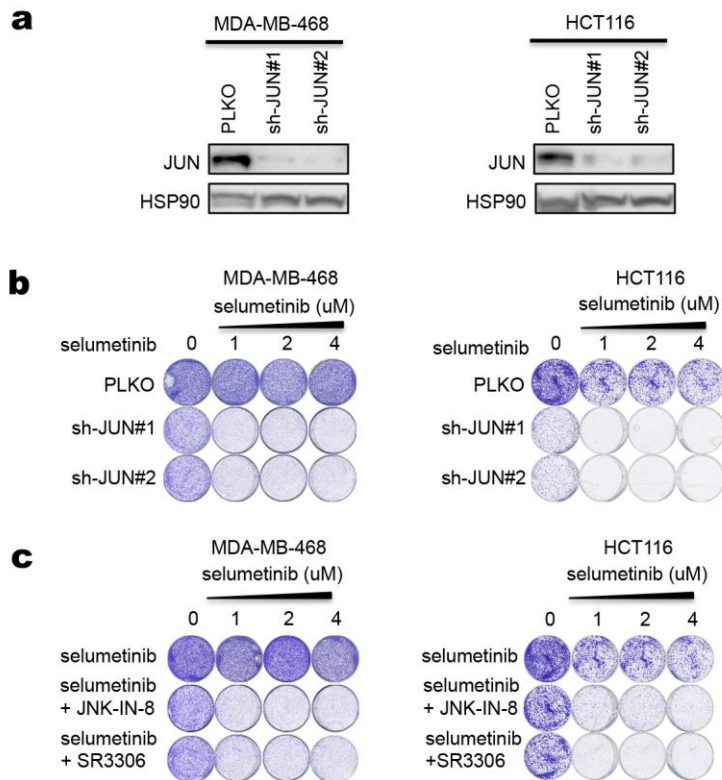 a
MDA-MB-468
HCT116
PLKO
sh-JUN#1
sh-JUN#2
PLKO
sh-JUN#1
sh-JUN#2
JUN
JUN
HSP90
HSP90
b
MDA-MB-468
HCT116
selumetinib (uM)
selumetinib (uM)
selumetinib 0 1 2 4
selumetinib 0 1 2 4
PLKO
PLKO
sh-JUN#1
sh-JUN#1
sh-JUN#2
sh-JUN#2
c
MDA-MB-468
HCT116
selumetinib (uM)
selumetinib (uM)
0 1 2 4
0 1 2 4
selumetinib
selumetinib
selumetinib
+ JNK-IN-8
selumetinib
+ JNK-IN-8
selumetinib
+ SR3306
selumetinib
+SR3306